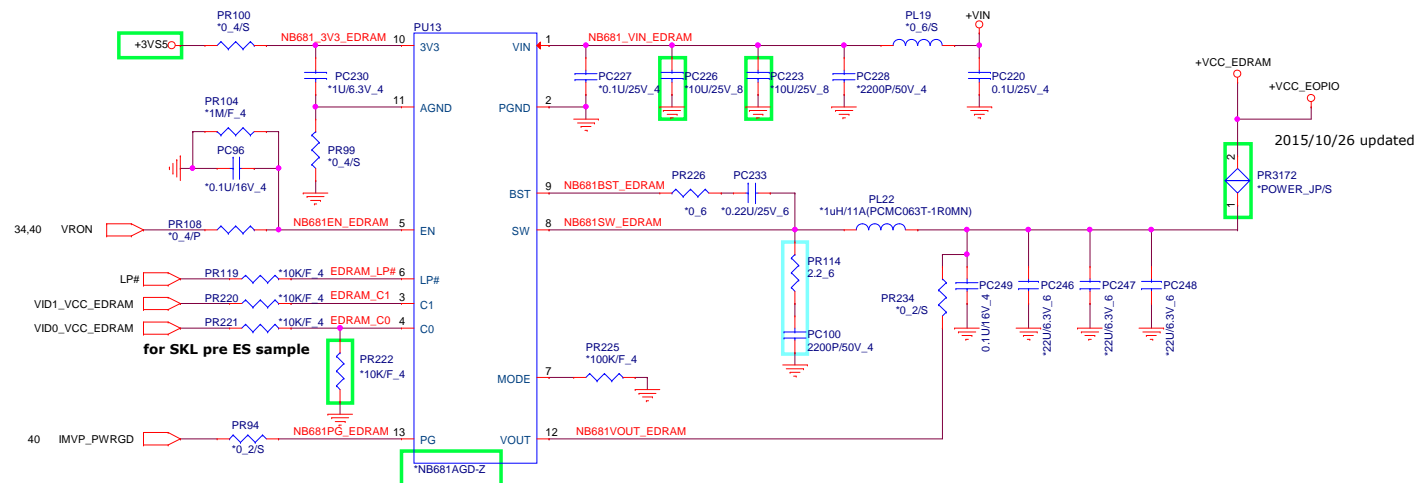 PR100
*0_4/S
+3VS5
NB681_3V3_EDRAM
10
3V3
PU13
PC230
*1U/6.3V_4
11
AGND
PR104
*1M/F_4
PC96
*0.1U/16V_4
PR99
*0_4/S
34,40
VRON
PR108
*0_4/P
NB681EN_EDRAM
5
EN
LP#
PR119
*10K/F_4
EDRAM_LP#
6
LP#
VID1_VCC_EDRAM
PR220
*10K/F_4
EDRAM_C1
3
C1
VID0_VCC_EDRAM
PR221
*10K/F_4
EDRAM_C0
4
C0
for SKL pre ES sample
PR222
*10K/F_4
40
IMVP_PWRGD
PR94
*0_2/S
NB681PG_EDRAM
13
PG
*NB681AGD-Z
VIN
1
NB681_VIN_EDRAM
PL19
*0_6/S
+VIN
PC227
*0.1U/25V_4
PC226
*10U/25V_8
PC223
*10U/25V_8
PC228
*2200P/50V_4
PC220
0.1U/25V_4
PGND
2
+VCC_EDRAM
+VCC_EOPIO
2015/10/26 updated
2
PR3172
*POWER_JP/S
1
BST
9
NB681BST_EDRAM
PR226
*0_6
PC233
*0.22U/25V_6
SW
8
NB681SW_EDRAM
PL22
*1uH/11A(PCMC063T-1R0MN)
PR114
2.2_6
PC100
2200P/50V_4
PR234
*0_2/S
PC249
0.1U/16V_4
PC246
*22U/6.3V_6
PC247
*22U/6.3V_6
PC248
*22U/6.3V_6
MODE
7
PR225
*100K/F_4
VOUT
12
NB681VOUT_EDRAM